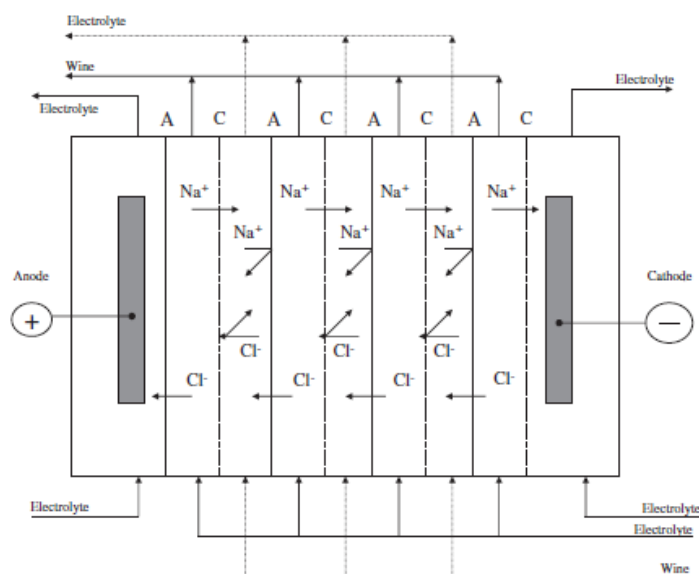 Electrolyte
Wine
Electrolyte
Electrolyte
A C A C A C A C
Na⁺ Na⁺ Na⁺ Na⁺
Na⁺ Na⁺ Na⁺
Anode
Cathode
+
−
Cl- Cl- Cl-
Cl- Cl- Cl- Cl-
Electrolyte
Electrolyte
Electrolyte
Wine